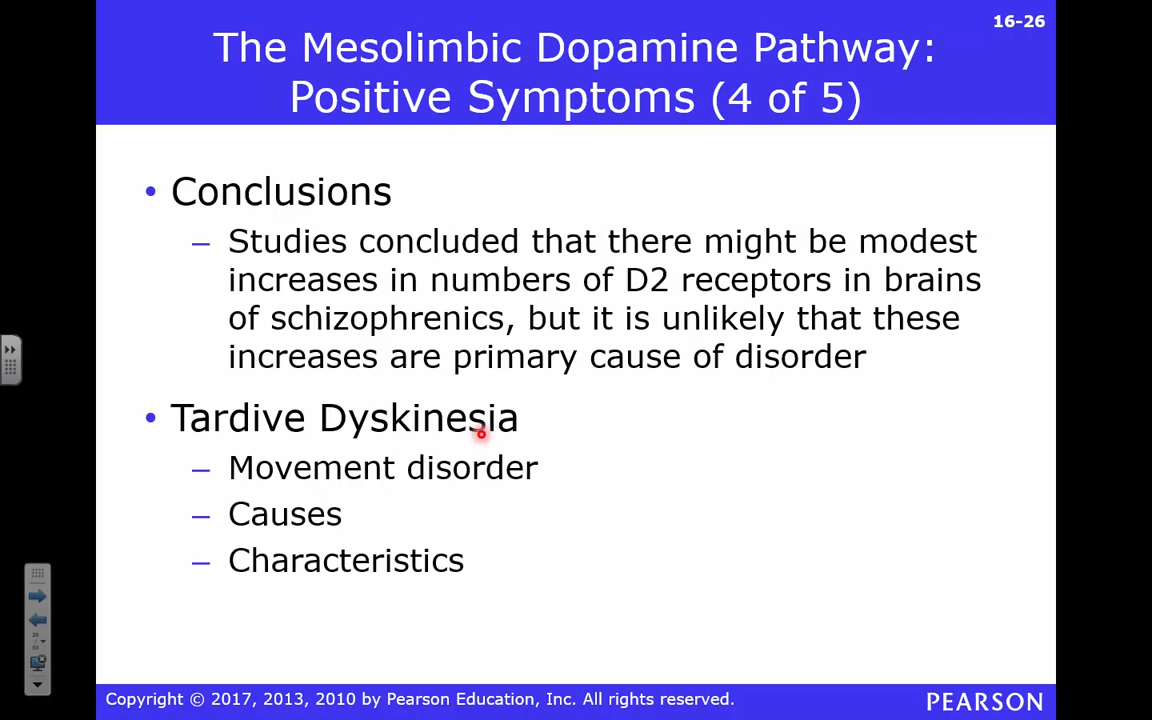 16-26
The Mesolimbic Dopamine Pathway:
Positive Symptoms (4 of 5)
• Conclusions
– Studies concluded that there might be modest
increases in numbers of D2 receptors in brains
of schizophrenics, but it is unlikely that these
increases are primary cause of disorder
• Tardive Dyskinesia
– Movement disorder
– Causes
– Characteristics
Copyright © 2017, 2013, 2010 by Pearson Education, Inc. All rights reserved.
PEARSON